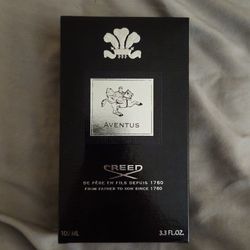 AVENTUS
CREED
DE PÈRE EN FILS DEPUIS 1760
FROM FATHER TO SON SINCE 1760
100 ML 3.3 FL.OZ.